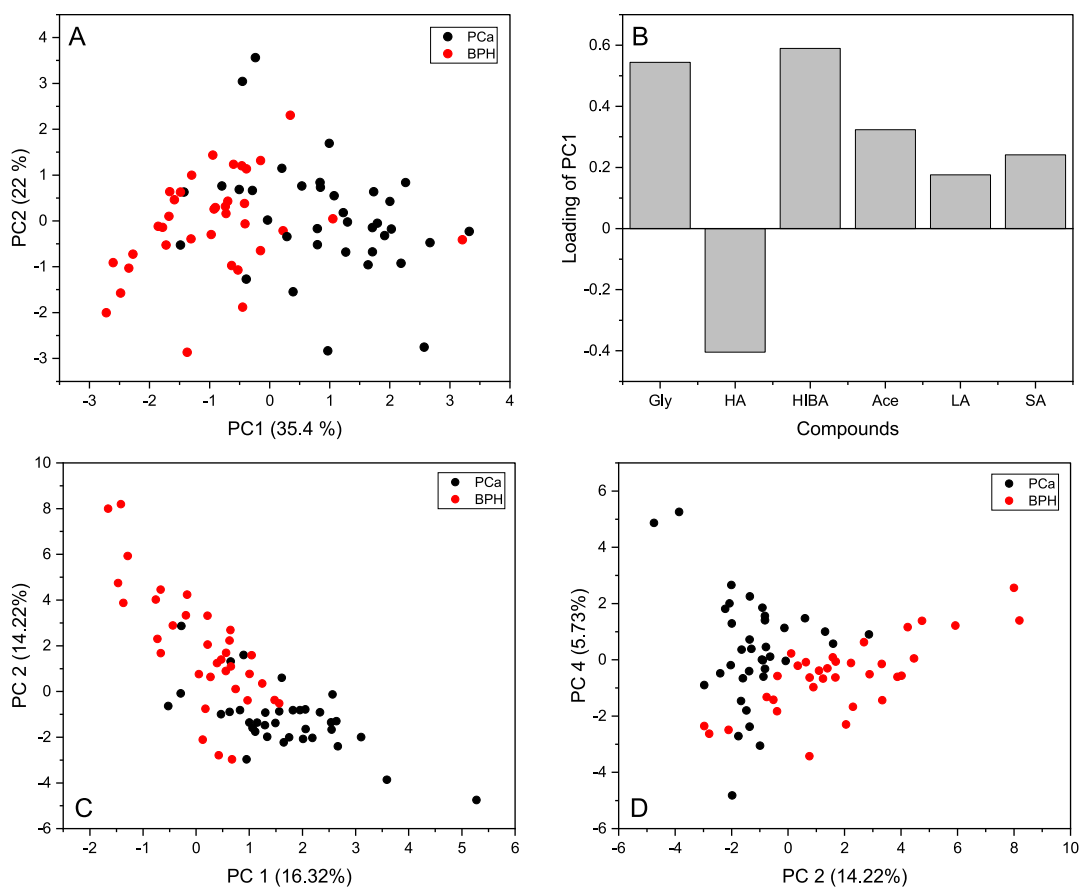 A
PCa
BPH
4
3
2
1
0
-1
-2
-3
PC2 (22 %)
-3
-2
-1
0
1
2
3
4
PC1 (35.4 %)
B
0.6
0.4
0.2
0
-0.2
-0.4
Loading of PC1
Gly
HA
HIBA
Ace
LA
SA
Compounds
C
PCa
BPH
10
8
6
4
2
0
-2
-4
-6
PC 2 (14.22%)
-2
-1
0
1
2
3
4
5
6
PC 1 (16.32%)
D
PCa
BPH
6
4
2
0
-2
-4
-6
PC 4 (5.73%)
-6
-4
-2
0
2
4
6
8
10
PC 2 (14.22%)